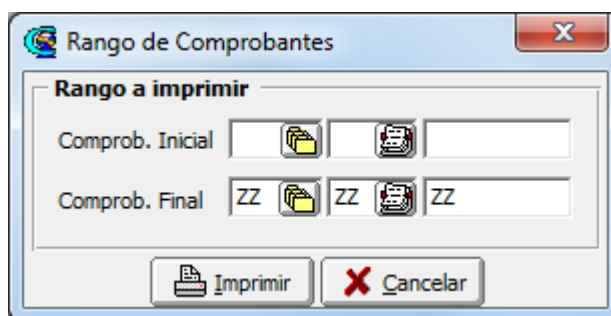 Rango de Comprobantes
Rango a imprimir
Comprob. Inicial
Comprob. Final ZZ ZZ ZZ
Imprimir Cancelar